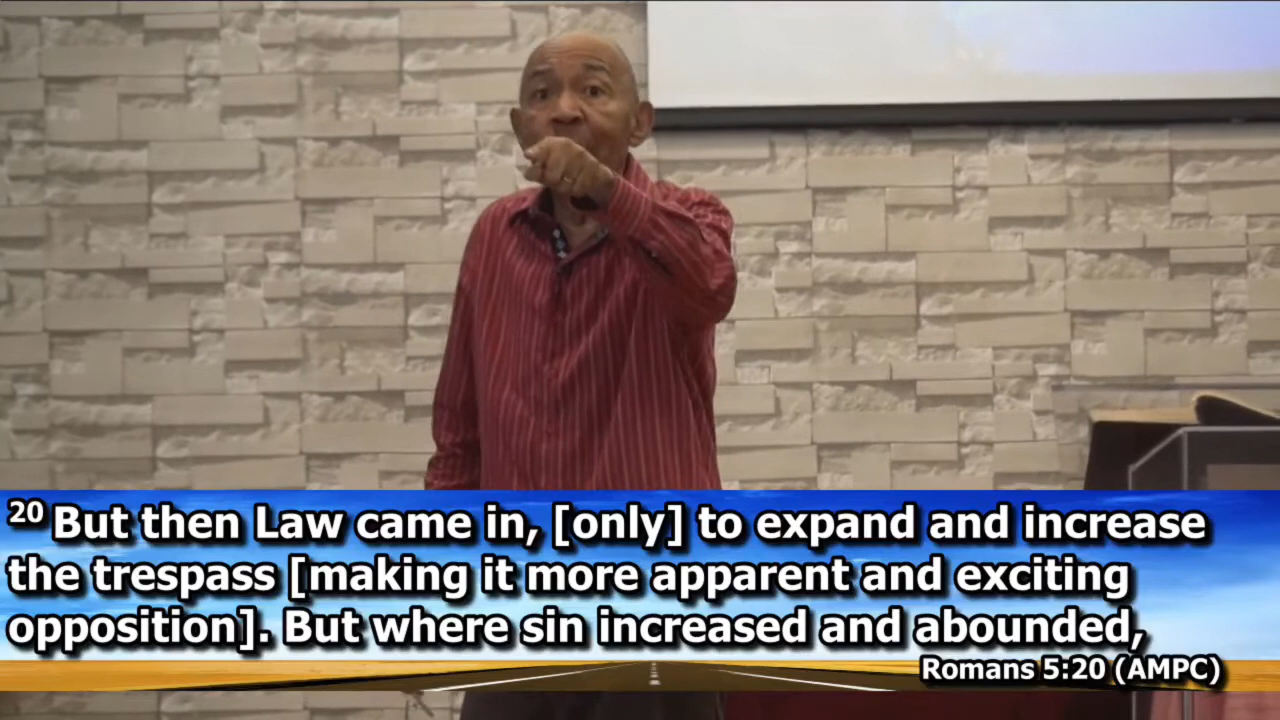 20 But then Law came in, [only] to expand and increase
the trespass [making it more apparent and exciting
opposition]. But where sin increased and abounded,
Romans 5:20 (AMPC)